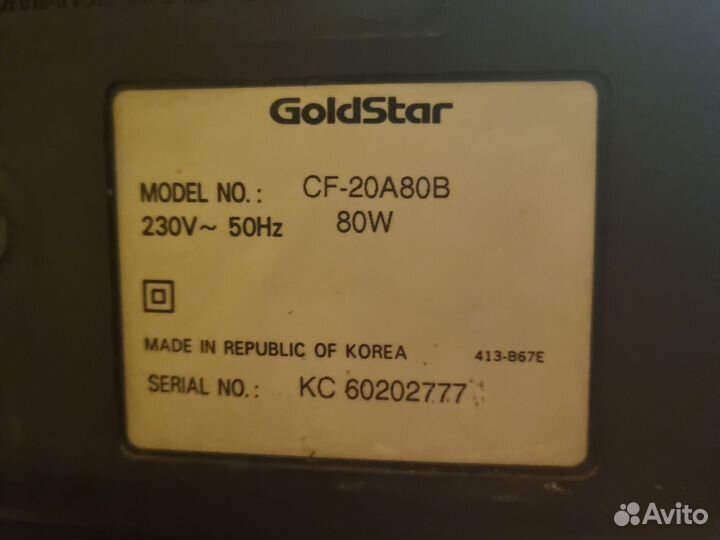 GoldStar
MODEL NO.: CF-20A80B
230V~ 50Hz 80W
MADE IN REPUBLIC OF KOREA 413-B67E
SERIAL NO.: KC 60202777
Avito